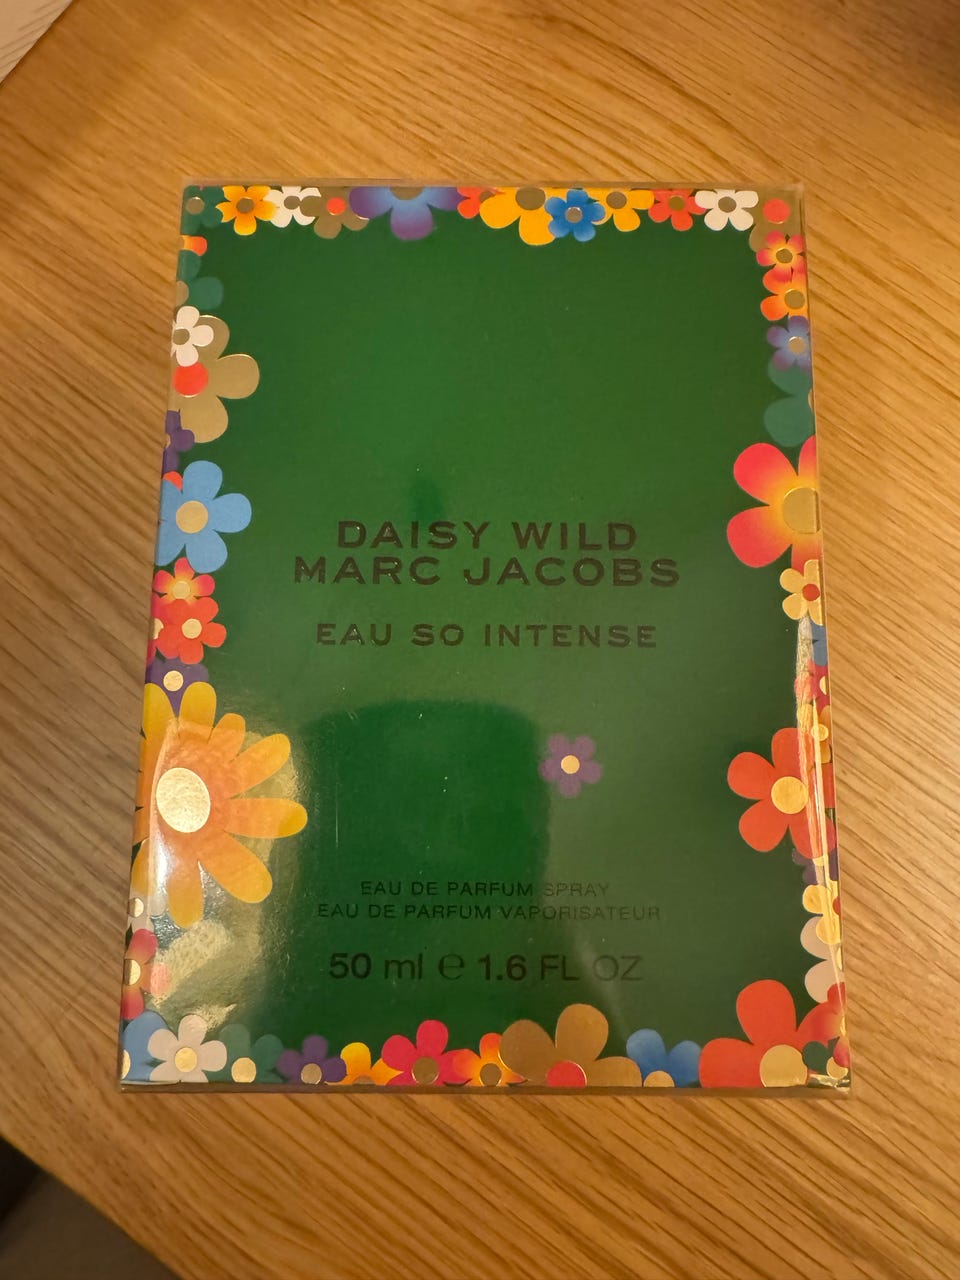 DAISY WILD
MARC JACOBS
EAU SO INTENSE
EAU DE PARFUM SPRAY
EAU DE PARFUM VAPORISATEUR
50 ml ℮ 1.6 FL OZ